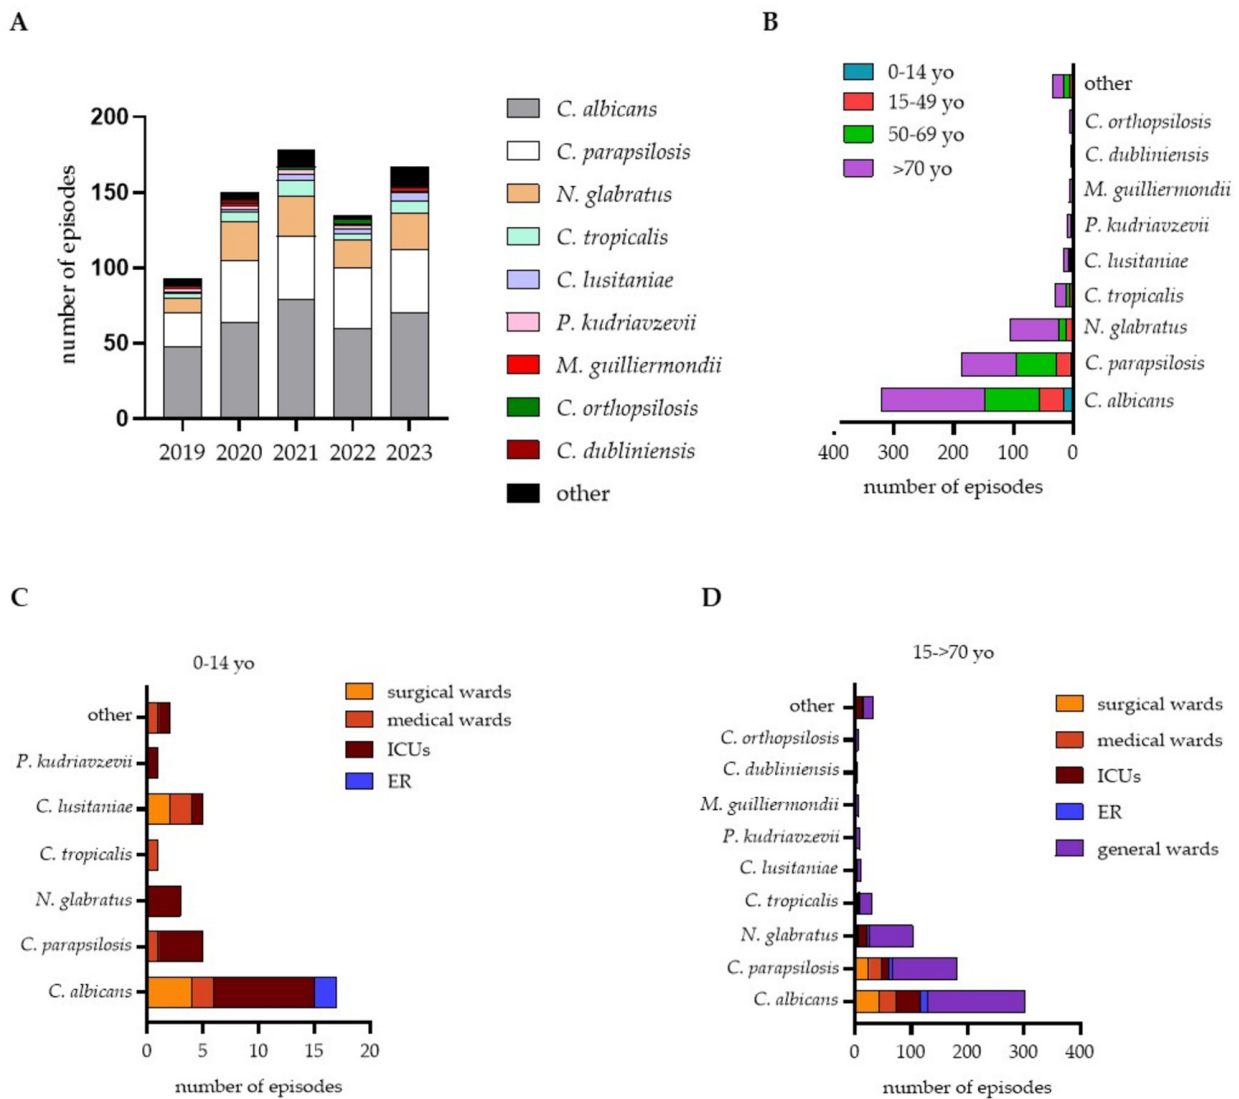 A
number of episodes
200
150
100
50
0
2019 2020 2021 2022 2023
C. albicans
C. parapsilosis
N. glabratus
C. tropicalis
C. lusitaniae
P. kudriavzevii
M. guilliermondii
C. orthopsilosis
C. dubliniensis
other
B
0-14 yo
15-49 yo
50-69 yo
>70 yo
other
C. orthopsilosis
C. dubliniensis
M. guilliermondii
P. kudriavzevii
C. lusitaniae
C. tropicalis
N. glabratus
C. parapsilosis
C. albicans
400 300 200 100 0
number of episodes
C
0-14 yo
surgical wards
medical wards
ICUs
ER
other
P. kudriavzevii
C. lusitaniae
C. tropicalis
N. glabratus
C. parapsilosis
C. albicans
0 5 10 15 20
number of episodes
D
15->70 yo
surgical wards
medical wards
ICUs
ER
general wards
other
C. orthopsilosis
C. dubliniensis
M. guilliermondii
P. kudriavzevii
C. lusitaniae
C. tropicalis
N. glabratus
C. parapsilosis
C. albicans
0 100 200 300 400
number of episodes